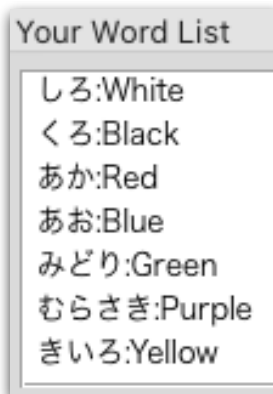 Your Word List
しろ:White
くろ:Black
あか:Red
あお:Blue
みどり:Green
むらさき:Purple
きいろ:Yellow